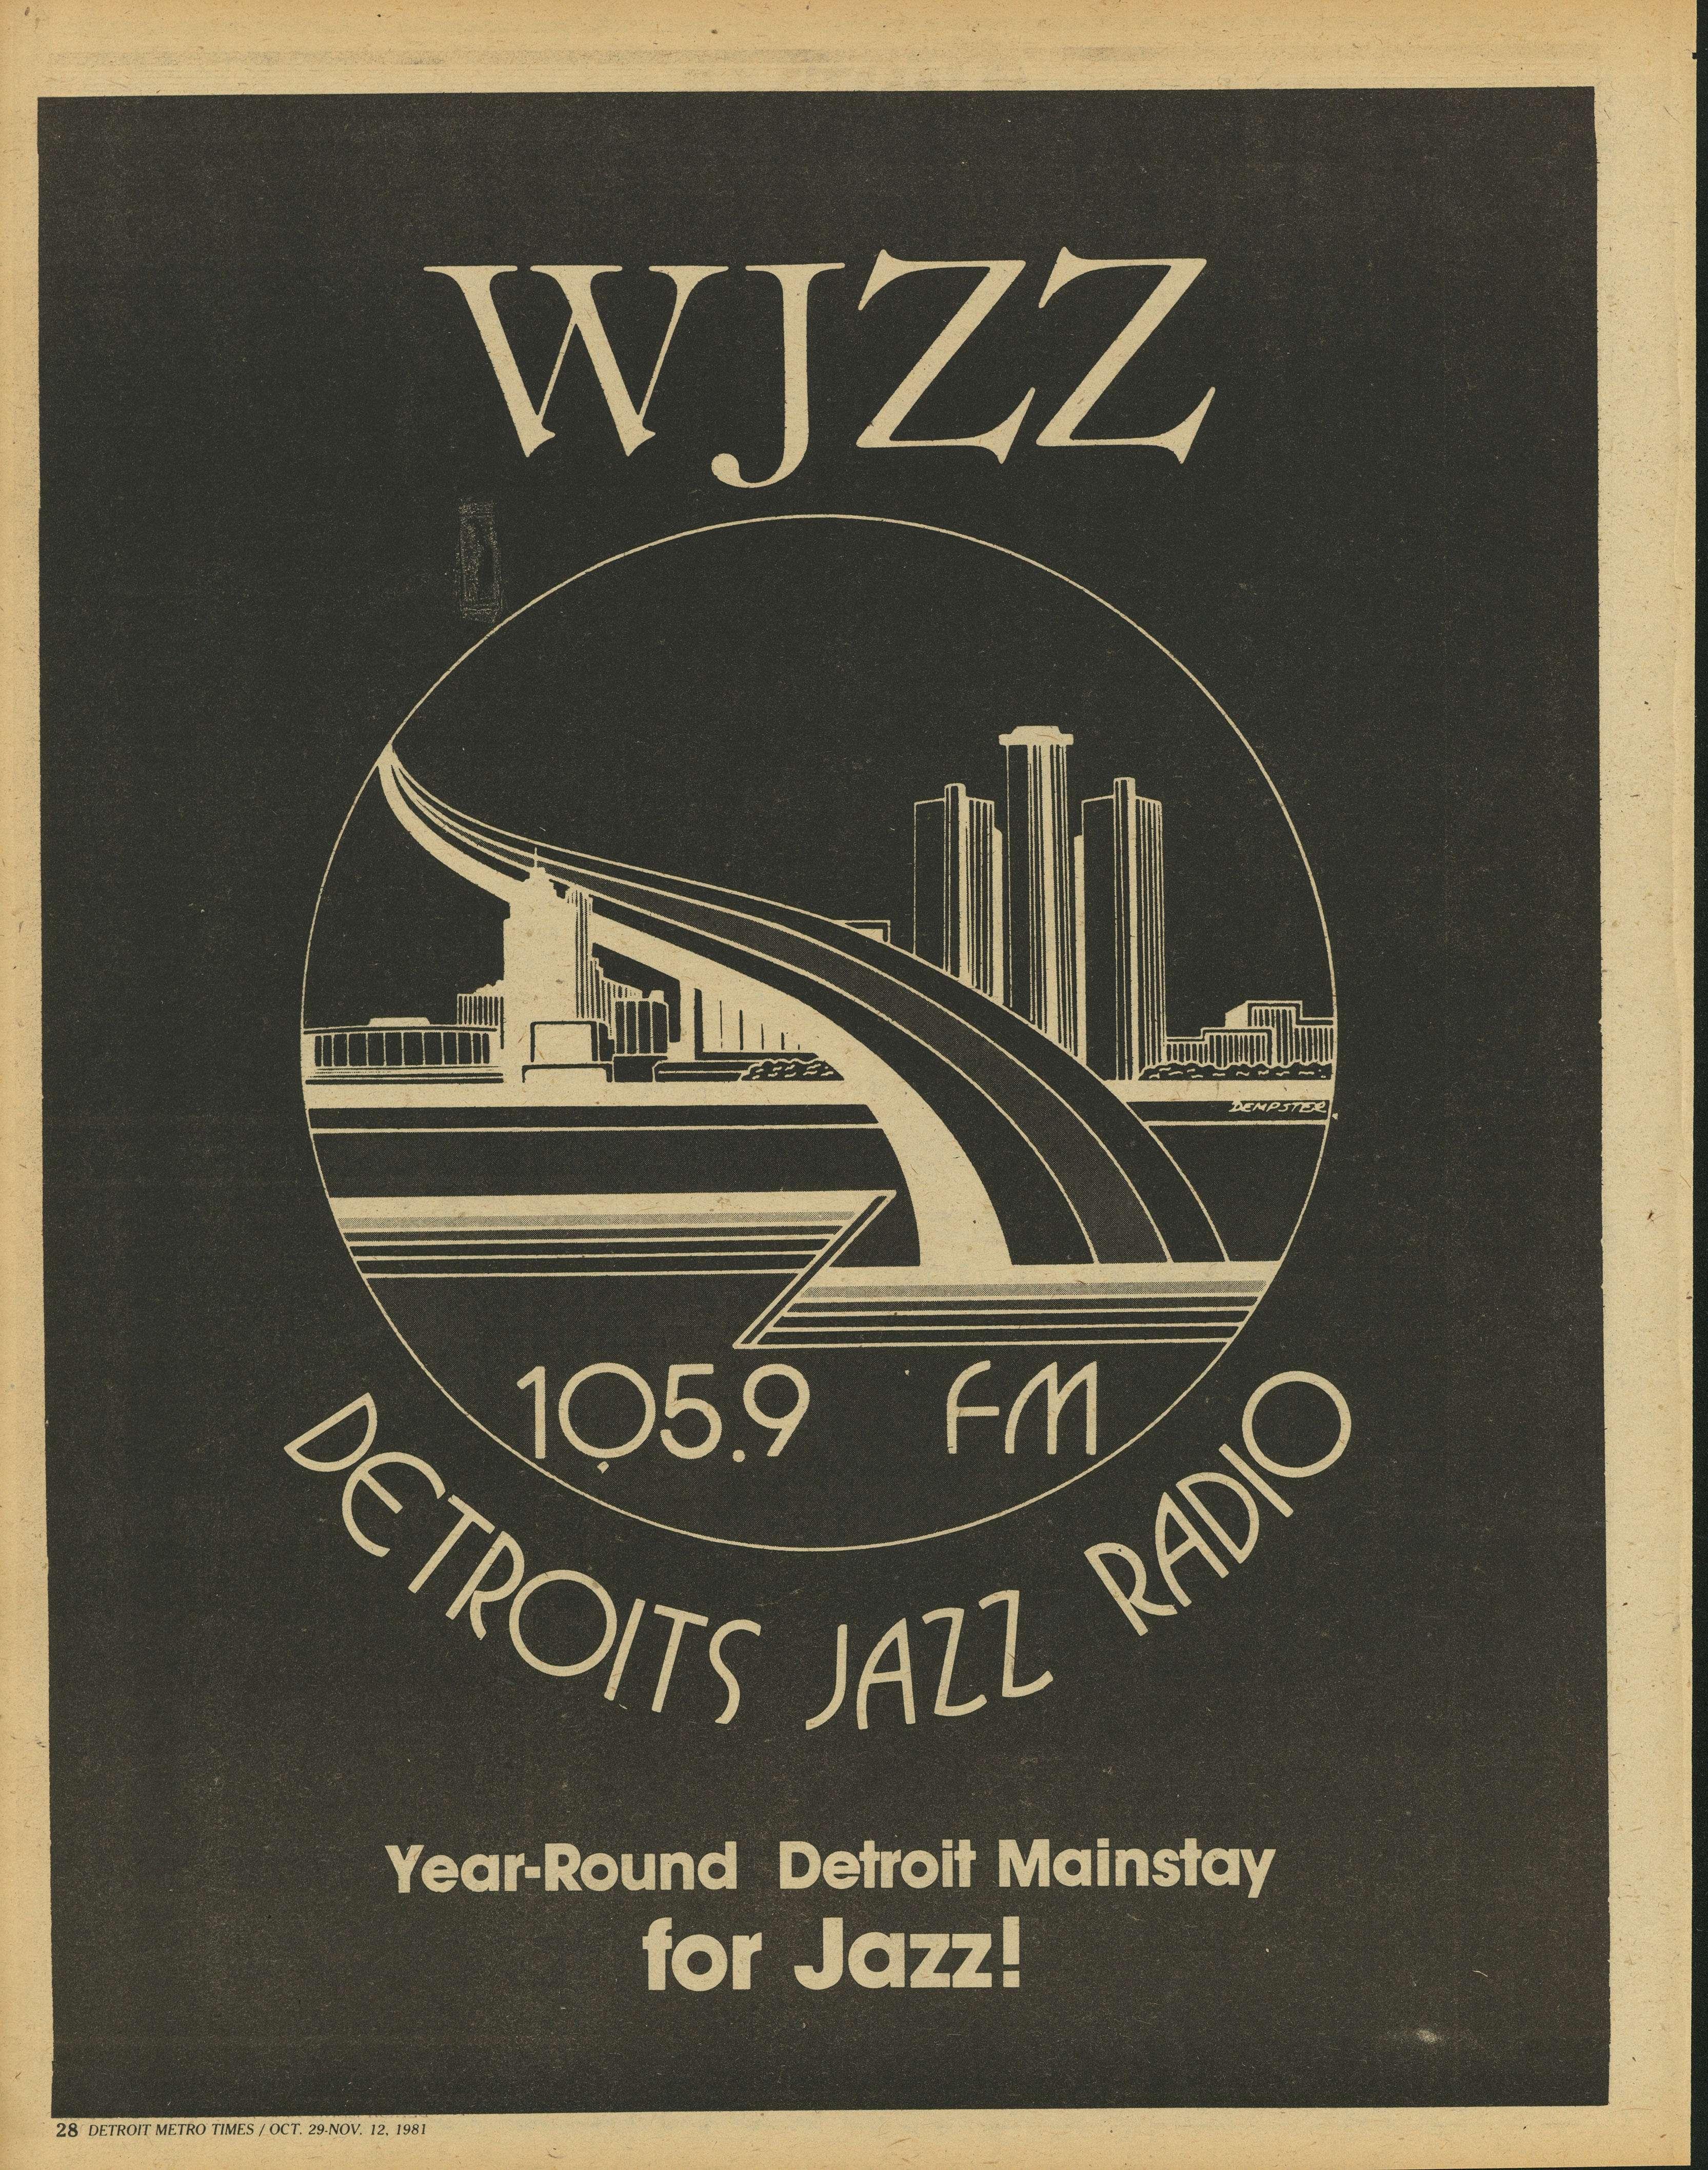 WJZZ
DEMPSTER
105.9 FM
DETROITS JAZZ RADIO
Year-Round Detroit Mainstay
for Jazz!
28 DETROIT METRO TIMES / OCT. 29-NOV. 12, 1981